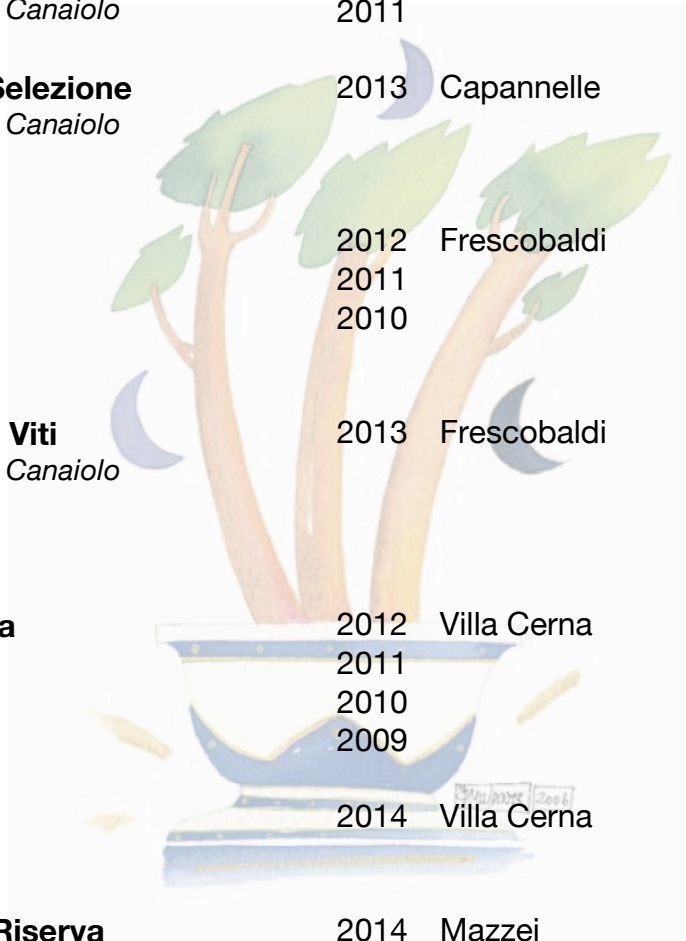 Canaiolo 2011
Selezione 2013 Capannelle
Canaiolo
2012 Frescobaldi
2011
2010
Viti 2013 Frescobaldi
Canaiolo
a 2012 Villa Cerna
2011
2010
2009
2006
2014 Villa Cerna
Riserva 2014 Mazzei